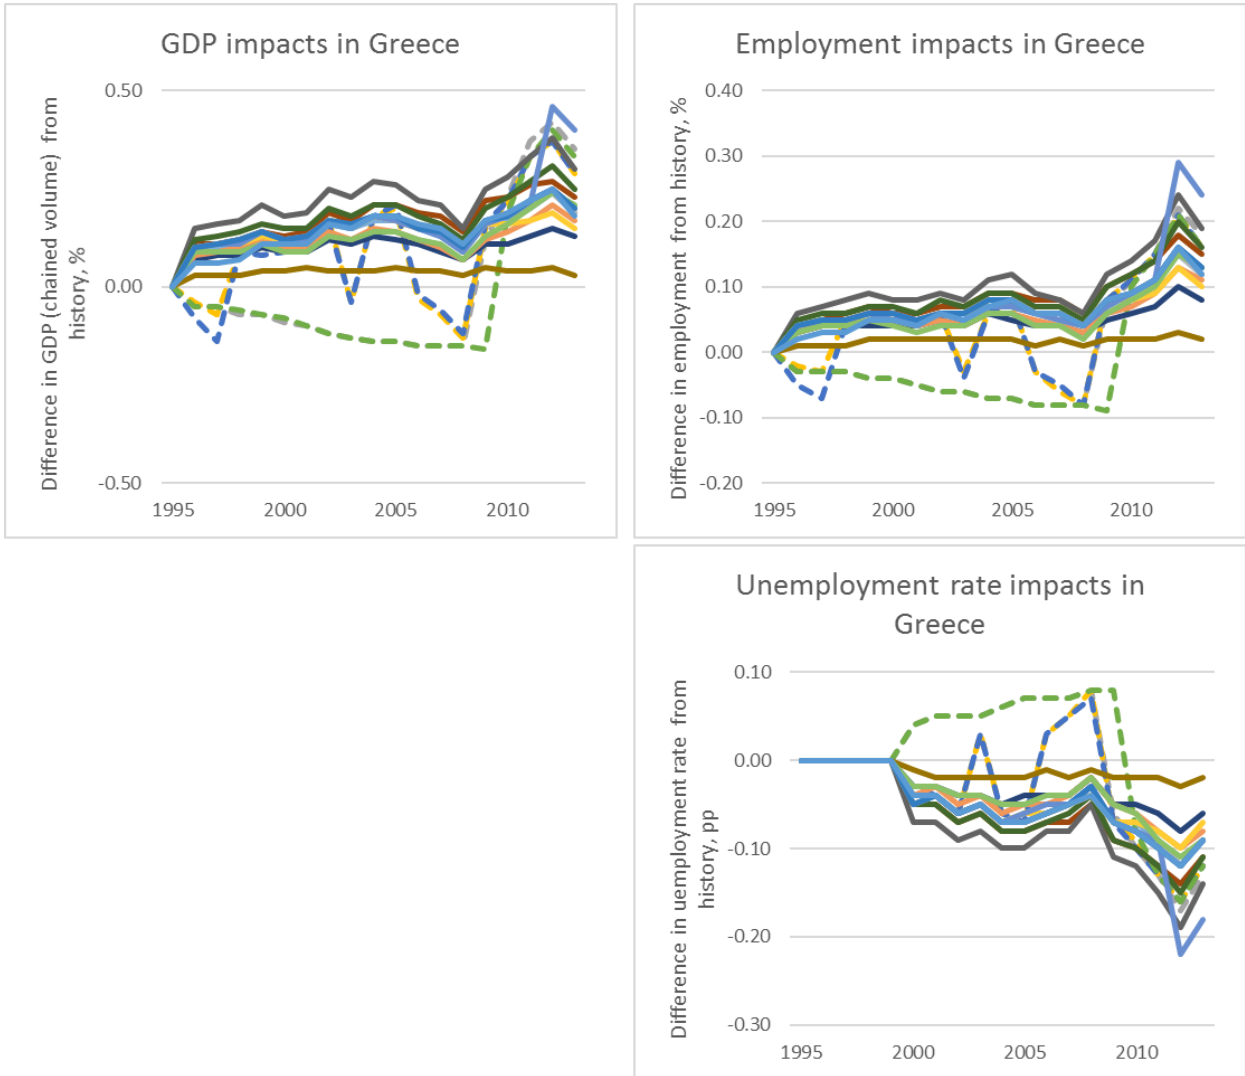 GDP impacts in Greece
Difference in GDP (chained volume) from
history, %
0.50
0.00
-0.50
1995 2000 2005 2010
Employment impacts in Greece
Difference in employment from history, %
0.40
0.30
0.20
0.10
0.00
-0.10
-0.20
1995 2000 2005 2010
Unemployment rate impacts in
Greece
Difference in uemployment rate from
history, pp
0.10
0.00
-0.10
-0.20
-0.30
1995 2000 2005 2010